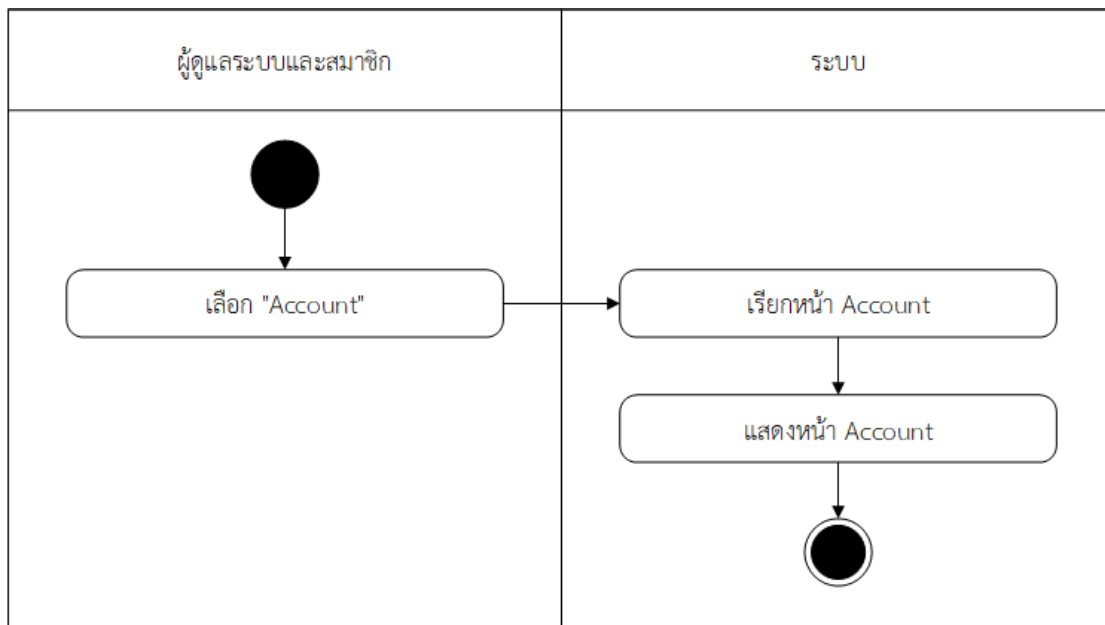 ผู้ดูแลระบบและสมาชิก
ระบบ
เลือก "Account"
เรียกหน้า Account
แสดงหน้า Account